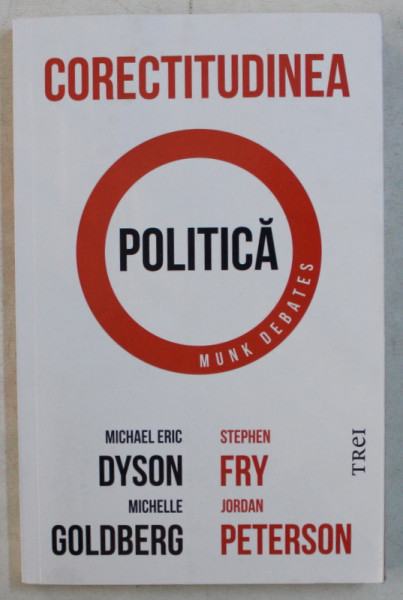 CORECTITUDINEA
POLITICĂ
MUNK DEBATES
MICHAEL ERIC
DYSON
MICHELLE
GOLDBERG
STEPHEN
FRY
JORDAN
PETERSON
TREI